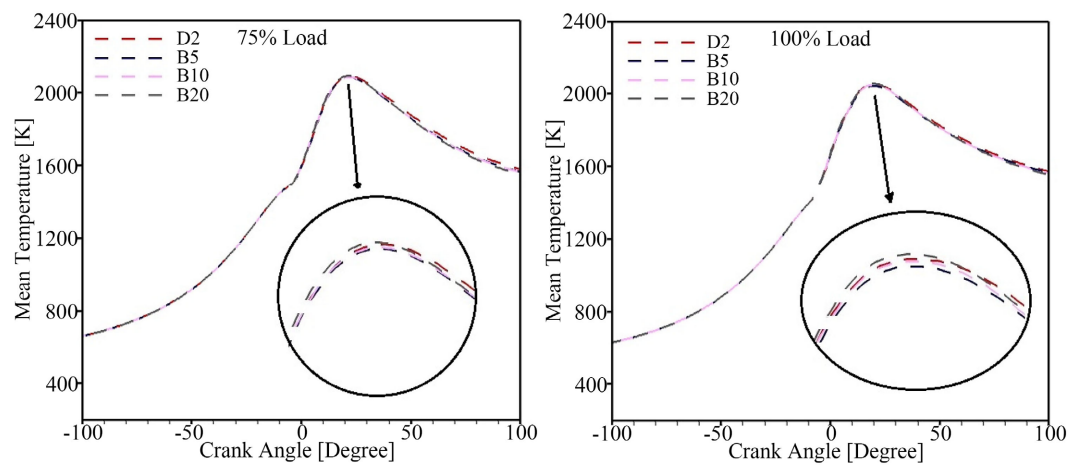 2400
2000
1600
1200
800
400
Mean Temperature [K]
D2
B5
B10
B20
75% Load
-100
-50
0
50
100
Crank Angle [Degree]
2400
2000
1600
1200
800
400
Mean Temperature [K]
D2
B5
B10
B20
100% Load
-100
-50
0
50
100
Crank Angle [Degree]